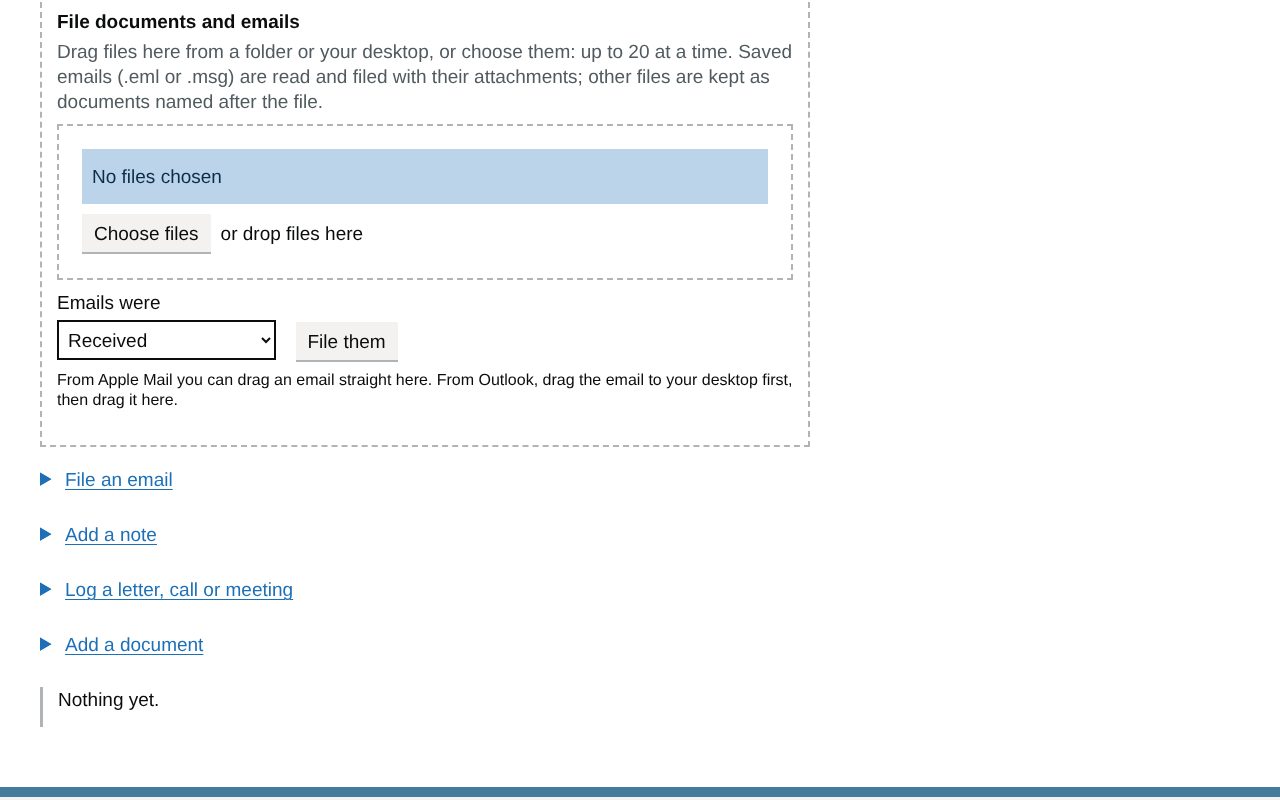 File documents and emails
Drag files here from a folder or your desktop, or choose them: up to 20 at a time. Saved
emails (.eml or .msg) are read and filed with their attachments; other files are kept as
documents named after the file.
No files chosen
Choose files or drop files here
Emails were
Received File them
From Apple Mail you can drag an email straight here. From Outlook, drag the email to your desktop first,
then drag it here.
File an email
Add a note
Log a letter, call or meeting
Add a document
Nothing yet.